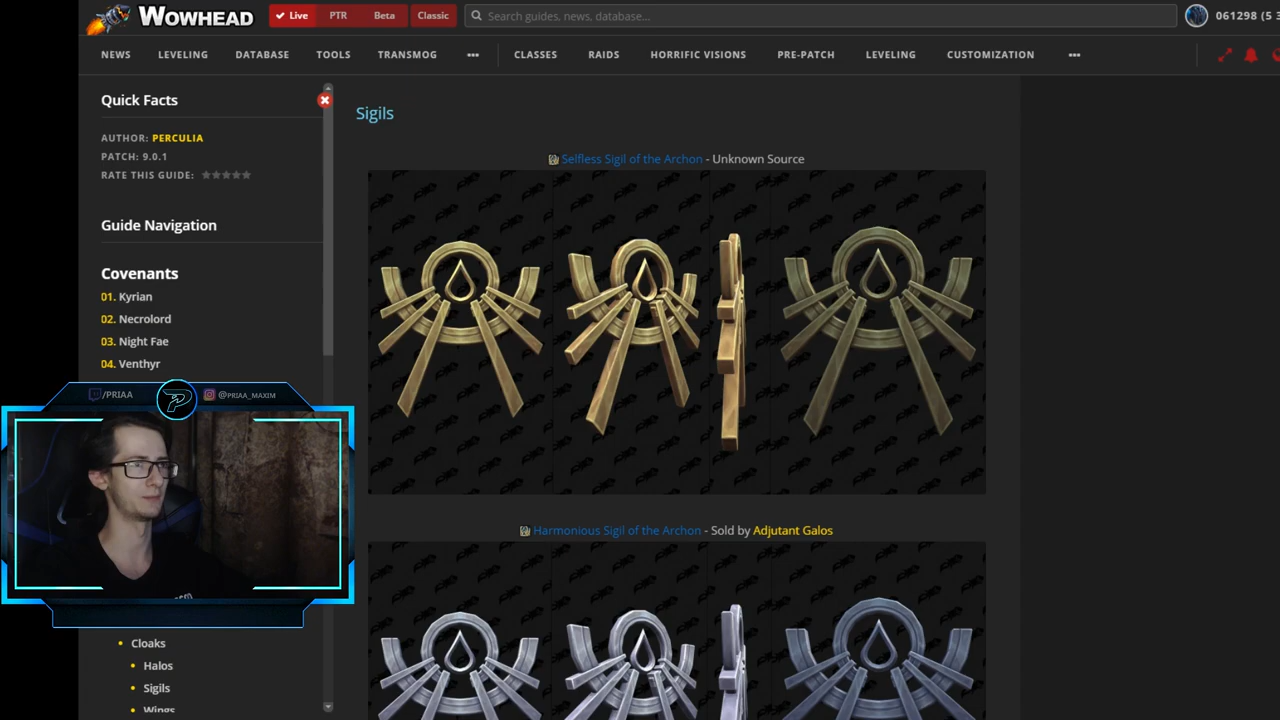 WOWHEAD
Live PTR Beta Classic
Search guides, news, database...
061298 (5 3
NEWS LEVELING DATABASE TOOLS TRANSMOG ••• CLASSES RAIDS HORRIFIC VISIONS PRE-PATCH LEVELING CUSTOMIZATION •••
Quick Facts
AUTHOR: PERCULIA
PATCH: 9.0.1
RATE THIS GUIDE:
Guide Navigation
Covenants
01. Kyrian
02. Necrolord
03. Night Fae
04. Venthyr
/PRIAA
@PRIAA_MAXIM
Cloaks
Halos
Sigils
Wings
Sigils
Selfless Sigil of the Archon - Unknown Source
Harmonious Sigil of the Archon - Sold by Adjutant Galos